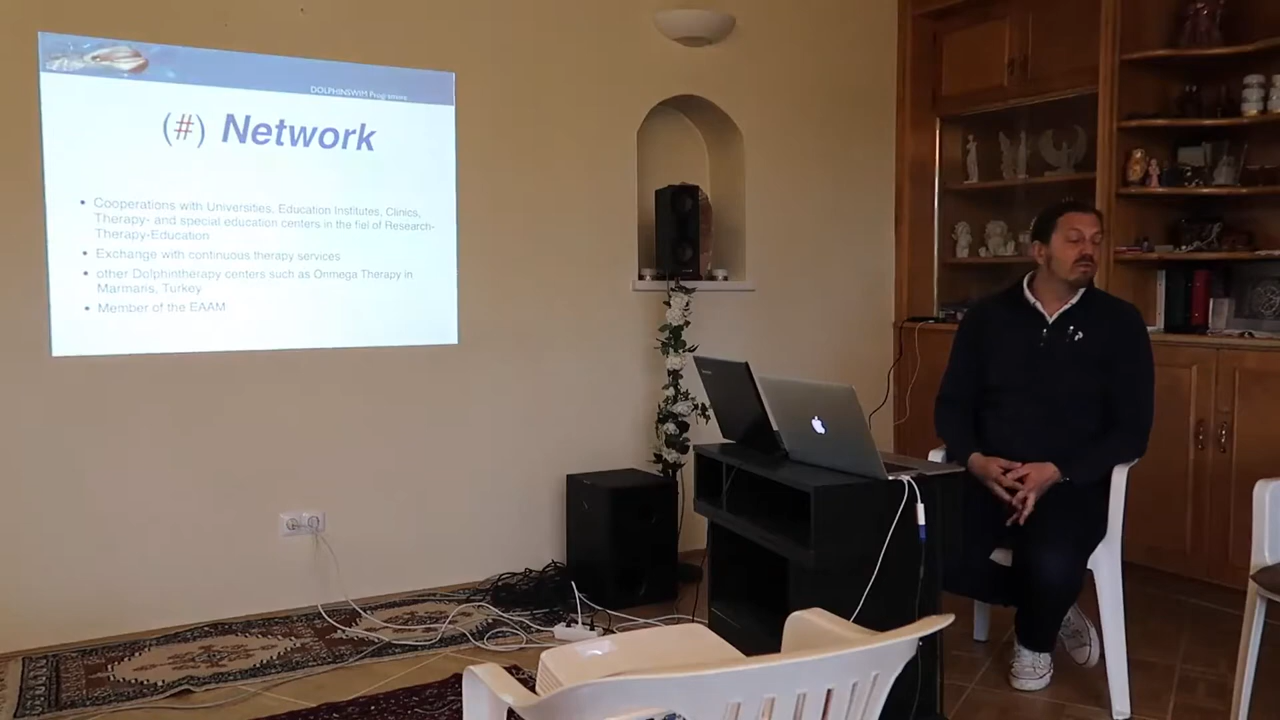 DOLPHINSWIM Programme
(#) Network
• Cooperations with Universities, Education Institutes, Clinics,
Therapy- and special education centers in the fiel of Research-
Therapy-Education
• Exchange with continuous therapy services
• other Dolphintherapy centers such as Onmega Therapy in
Marmaris, Turkey
• Member of the EAAM